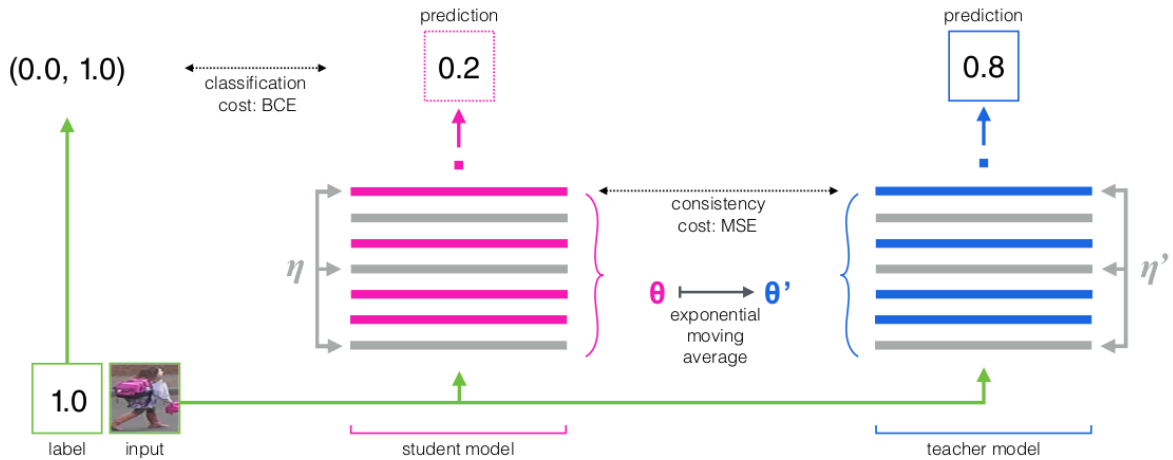 prediction
prediction
(0.0, 1.0)
0.2
0.8
classification
cost: BCE
consistency
cost: MSE
η
θ
θ’
η’
exponential
moving
average
1.0
label
input
student model
teacher model